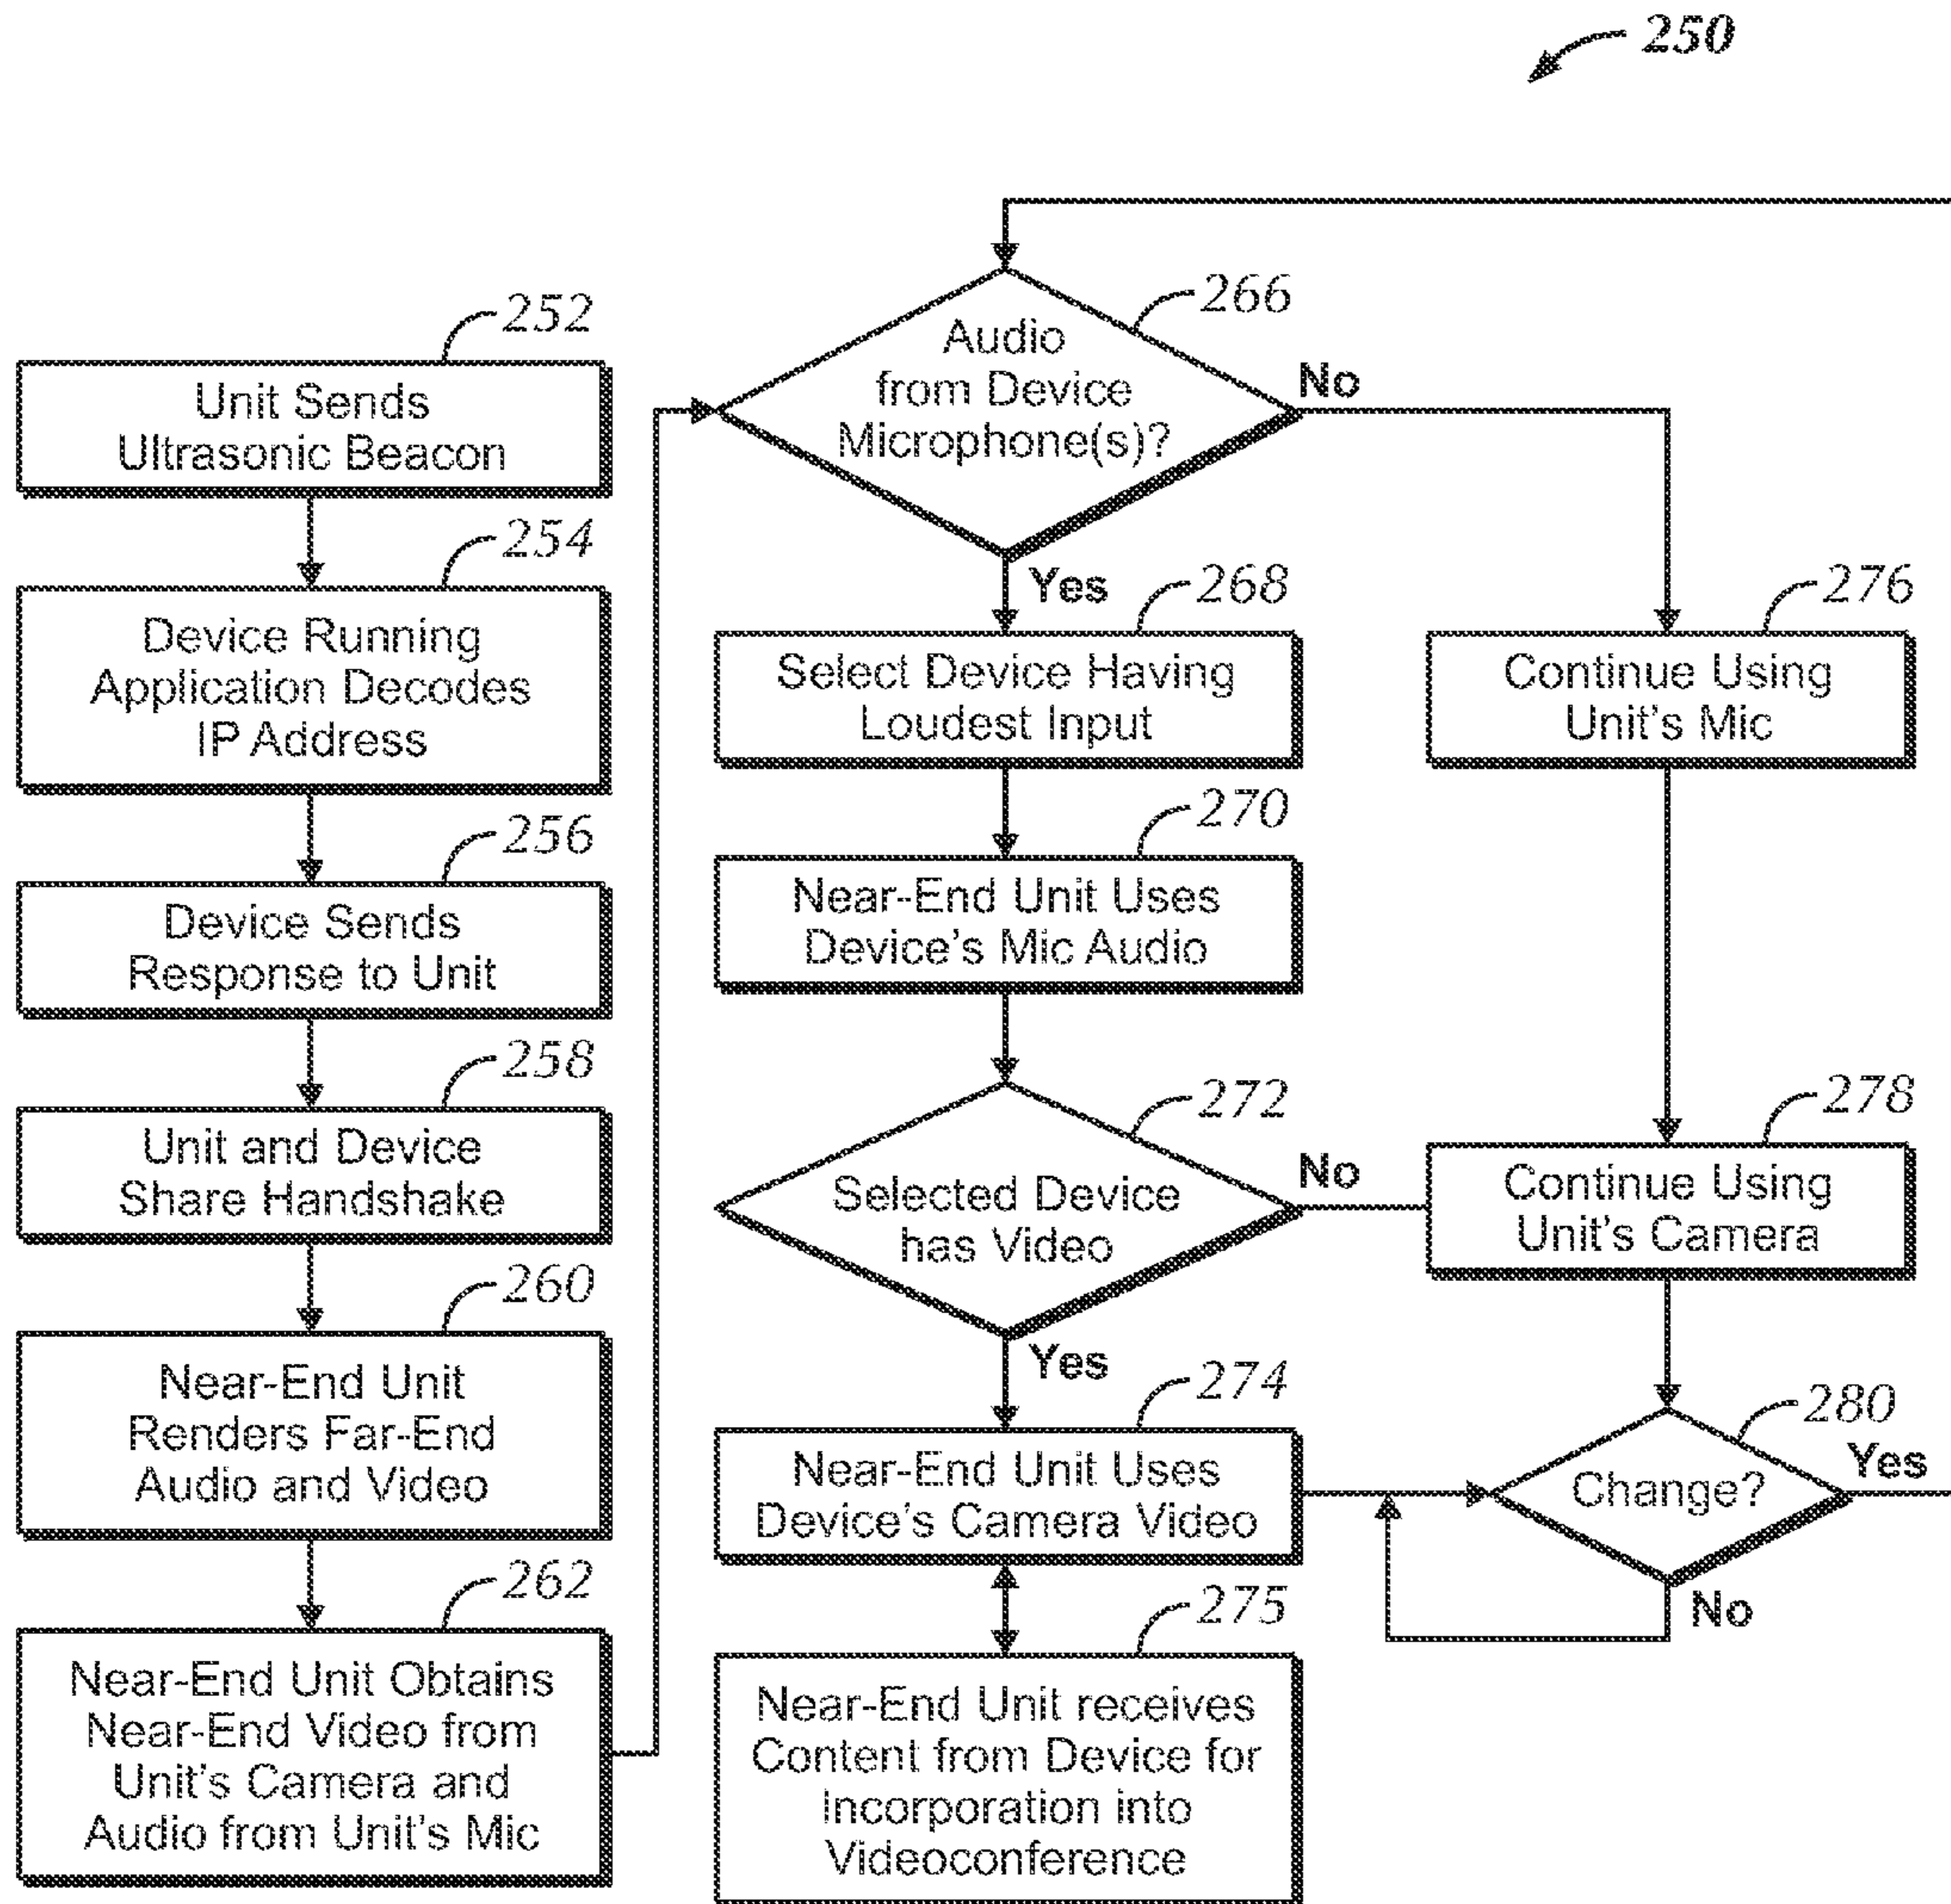 250
252
Unit Sends
Ultrasonic Beacon
254
Device Running
Application Decodes
IP Address
256
Device Sends
Response to Unit
258
Unit and Device
Share Handshake
260
Near-End Unit
Renders Far-End
Audio and Video
262
Near-End Unit Obtains
Near-End Video from
Unit's Camera and
Audio from Unit's Mic
266
Audio
from Device
Microphone(s)?
No
Yes
268
Select Device Having
Loudest Input
270
Near-End Unit Uses
Device's Mic Audio
272
Selected Device
has Video
No
Yes
274
Near-End Unit Uses
Device's Camera Video
275
Near-End Unit receives
Content from Device for
Incorporation into
Videoconference
276
Continue Using
Unit's Mic
278
Continue Using
Unit's Camera
280
Change?
Yes
No